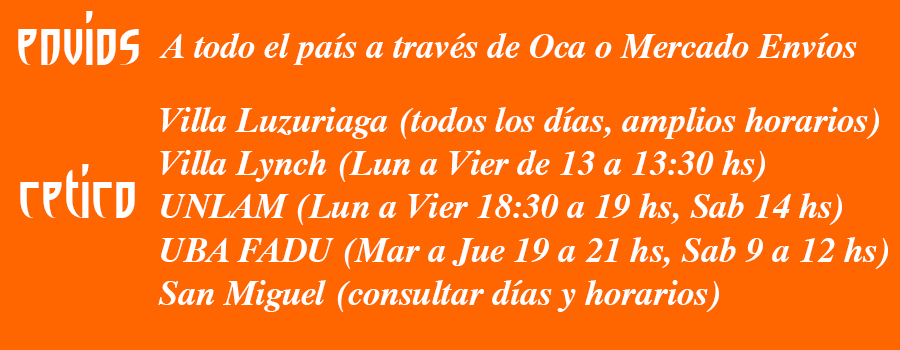 envíos A todo el país a través de Oca o Mercado Envíos
Villa Luzuriaga (todos los días, amplios horarios)
Villa Lynch (Lun a Vier de 13 a 13:30 hs)
retiro UNLAM (Lun a Vier 18:30 a 19 hs, Sab 14 hs)
UBA FADU (Mar a Jue 19 a 21 hs, Sab 9 a 12 hs)
San Miguel (consultar días y horarios)